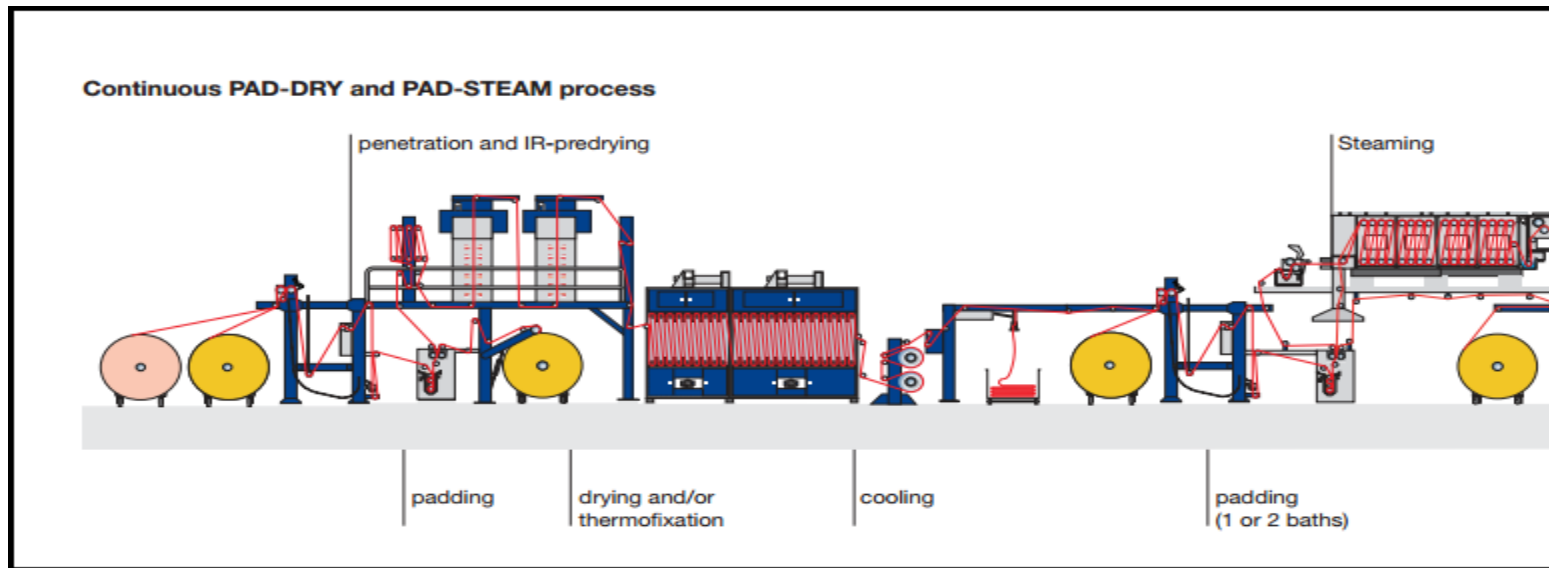 Continuous PAD-DRY and PAD-STEAM process
penetration and IR-predrying
Steaming
padding
drying and/or
thermofixation
cooling
padding
(1 or 2 baths)